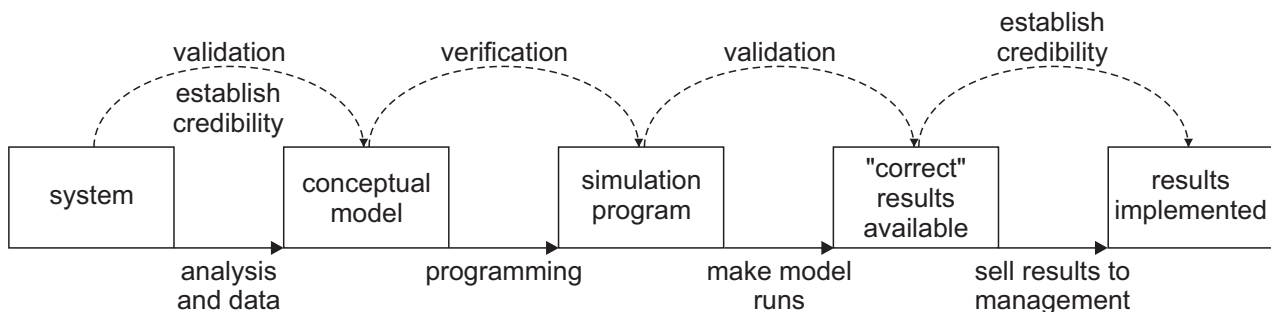 establish
credibility
validation
verification
validation
establish
credibility
system
conceptual
model
simulation
program
"correct"
results
available
results
implemented
analysis
and data
programming
make model
runs
sell results to
management